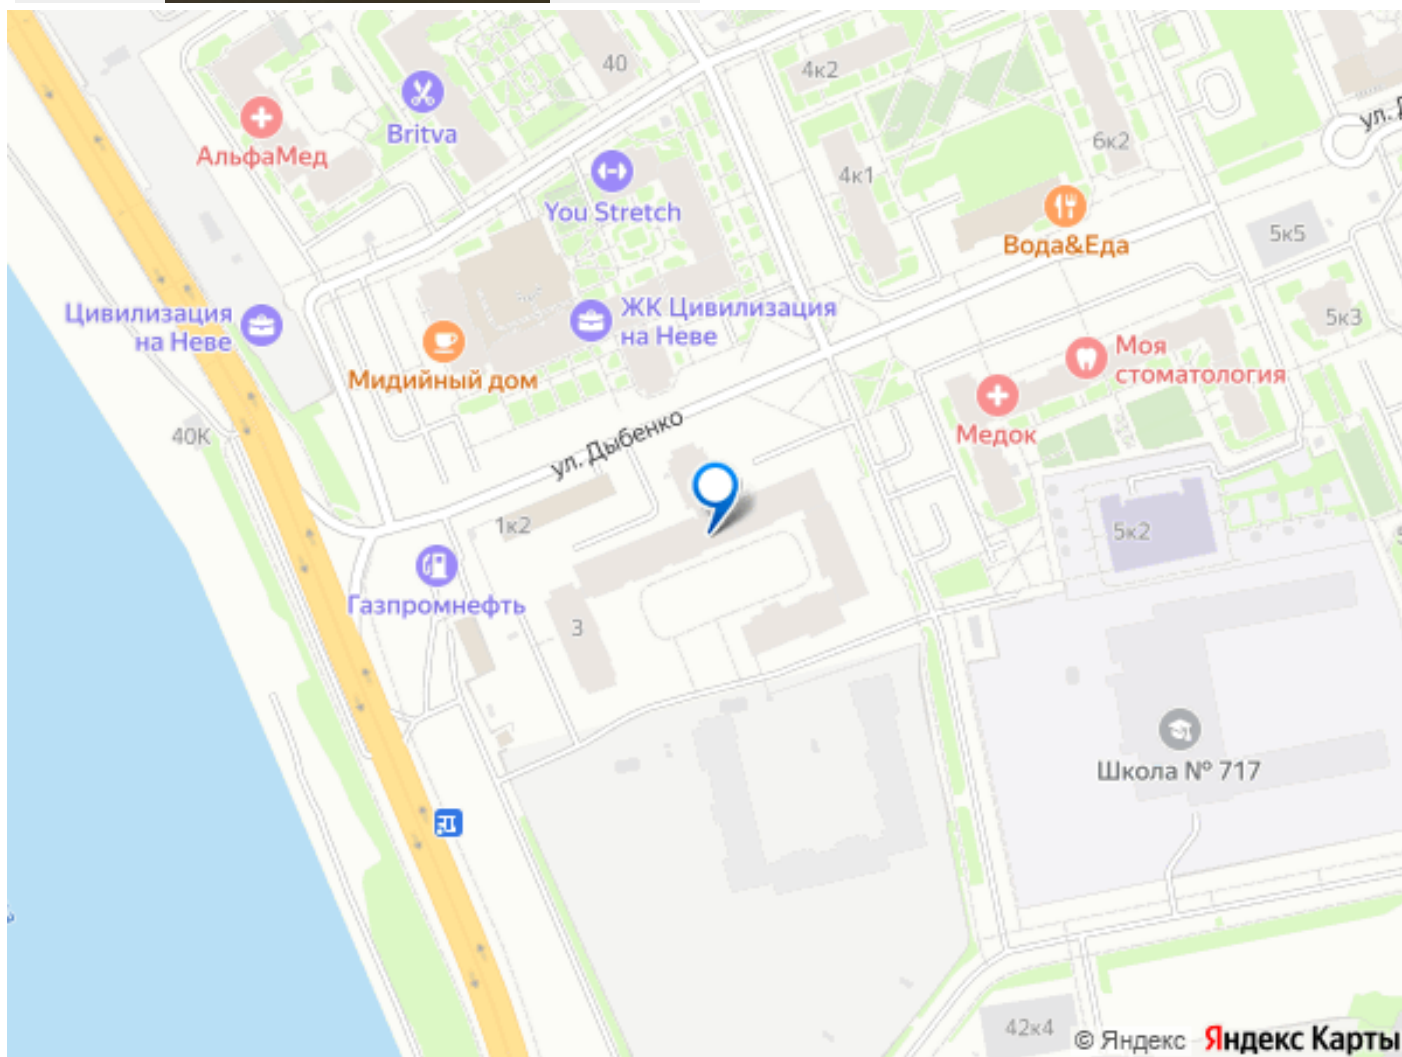 40
4к2
Britva
АльфаМед
6к2
4к1
You Stretch
Вода&Еда
5к5
Цивилизация
на Неве
ЖК Цивилизация
на Неве
5к3
Моя
стоматология
Мидийный дом
40К
ул. Дыбенко
Медок
1к2
5к2
Газпромнефть
3
Школа № 717
42к4
© Яндекс
Яндекс Карты